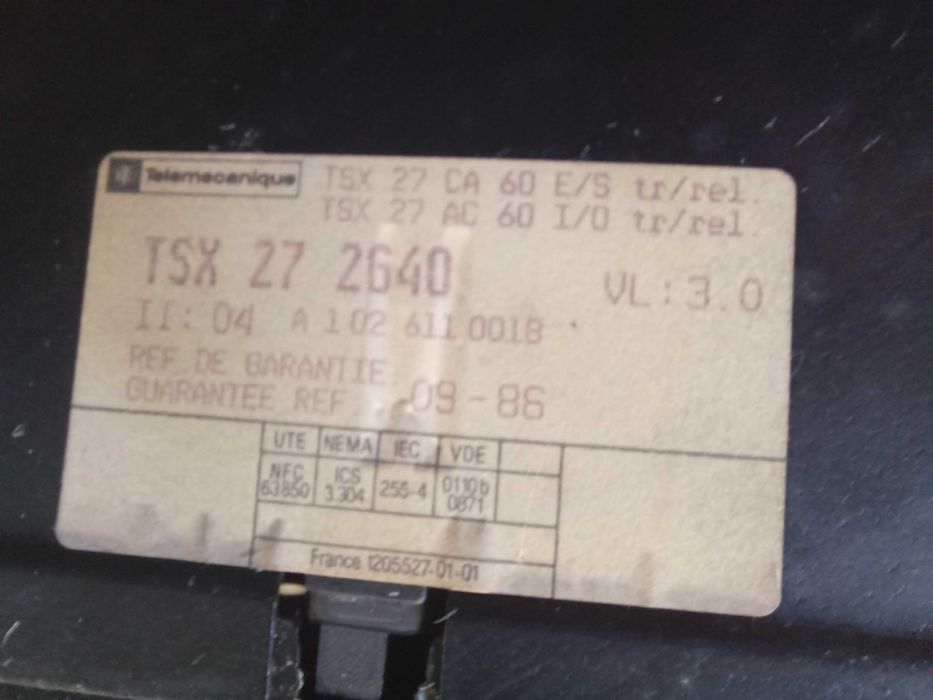 Telemecanique
TSX 27 CA 60 E/S tr/rel.
TSX 27 AC 60 I/O tr/rel.
TSX 27 2640
VL:3.0
II: 04 A 1 02 611 0018
REF DE GARANTIE
GUARANTEE REF 09-86
UTE NEMA IEC VDE
NFC 63850 ICS 3.304 255-4 0110b 0871
France 1205527-01-01